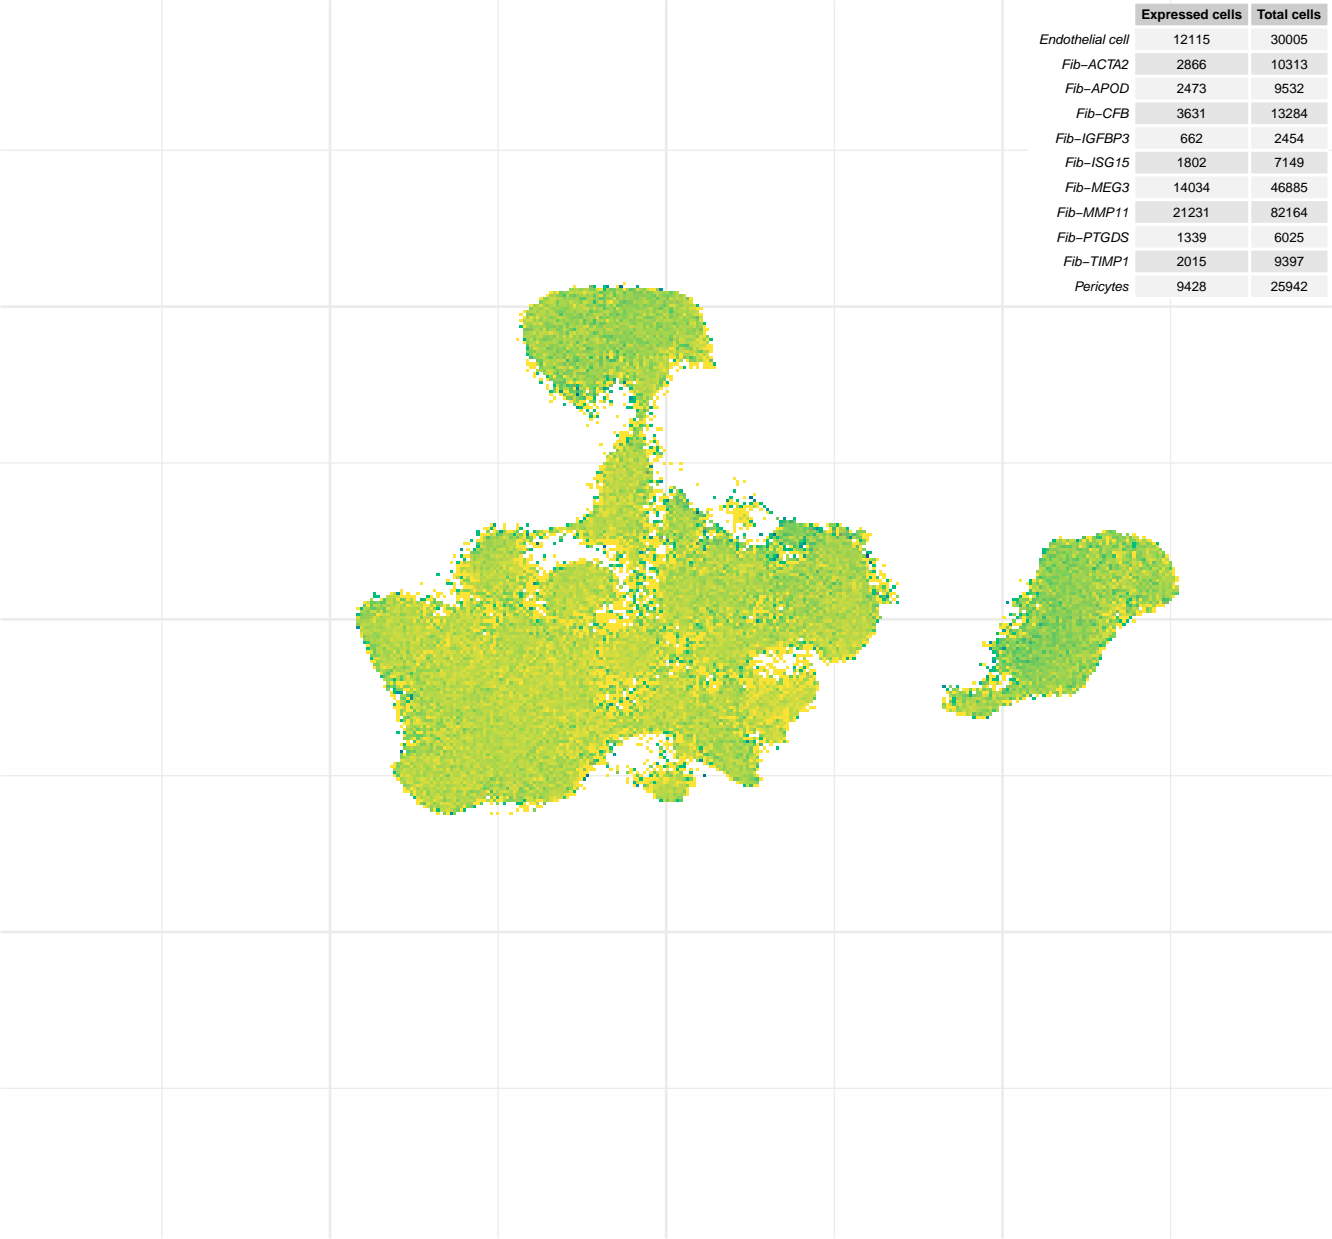 Expressed cells Total cells
Endothelial cell 12115 30005
Fib−ACTA2 2866 10313
Fib−APOD 2473 9532
Fib−CFB 3631 13284
Fib−IGFBP3 662 2454
Fib−ISG15 1802 7149
Fib−MEG3 14034 46885
Fib−MMP11 21231 82164
Fib−PTGDS 1339 6025
Fib−TIMP1 2015 9397
Pericytes 9428 25942